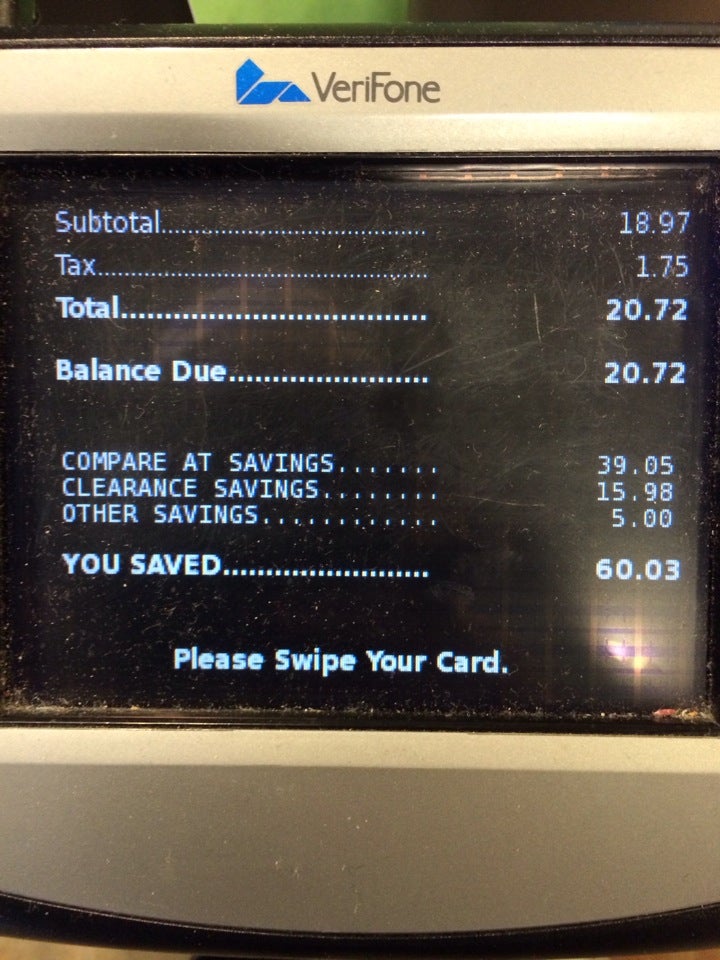 VeriFone
Subtotal.................................... 18.97
Tax............................................. 1.75
Total................................... 20.72
Balance Due....................... 20.72
COMPARE AT SAVINGS....... 39.05
CLEARANCE SAVINGS........ 15.98
OTHER SAVINGS............ 5.00
YOU SAVED........................ 60.03
Please Swipe Your Card.